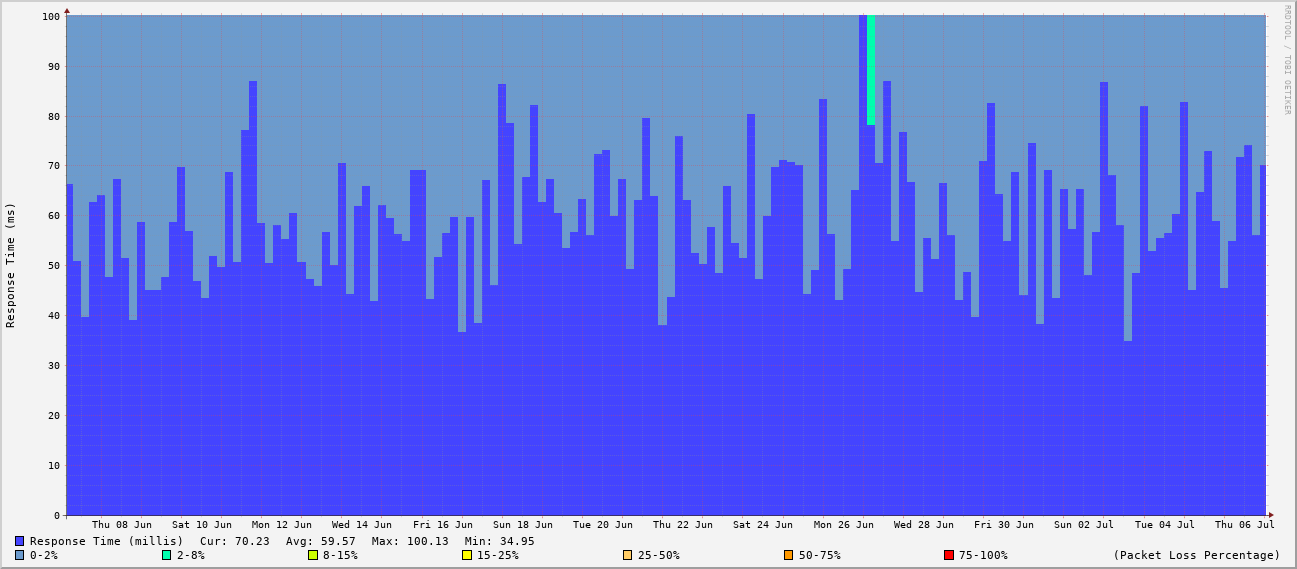 RRDTOOL / TOBI OETIKER
Response Time (ms)
100
90
80
70
60
50
40
30
20
10
0
Thu 08 Jun Sat 10 Jun Mon 12 Jun Wed 14 Jun Fri 16 Jun Sun 18 Jun Tue 20 Jun Thu 22 Jun Sat 24 Jun Mon 26 Jun Wed 28 Jun Fri 30 Jun Sun 02 Jul Tue 04 Jul Thu 06 Jul
Response Time (millis) Cur: 70.23 Avg: 59.57 Max: 100.13 Min: 34.95
0-2% 2-8% 8-15% 15-25% 25-50% 50-75% 75-100% (Packet Loss Percentage)